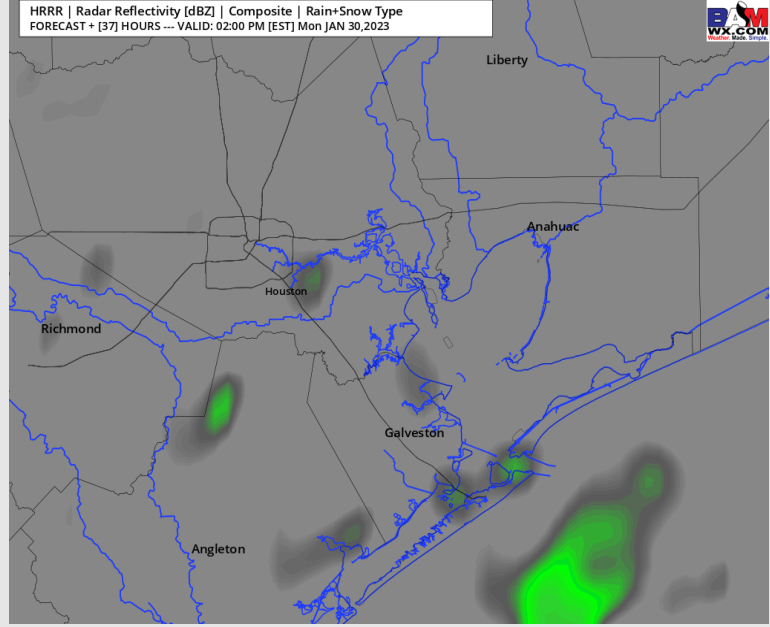 HRRR | Radar Reflectivity [dBZ] | Composite | Rain+Snow Type
FORECAST + [37] HOURS --- VALID: 02:00 PM [EST] Mon JAN 30,2023
BAM
WX.COM
Weather. Made. Simple.
Liberty
Anahuac
Houston
Richmond
Galveston
Angleton